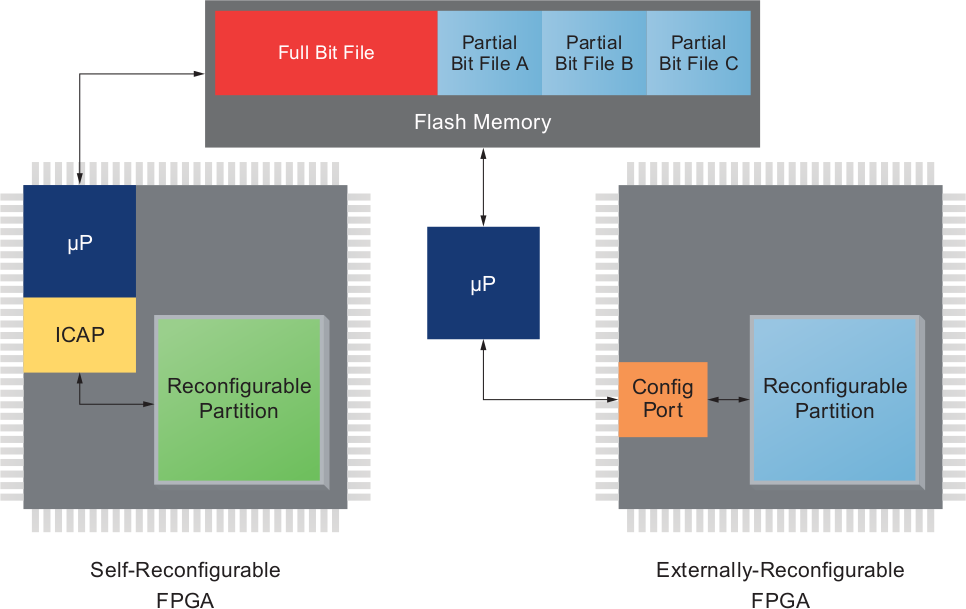 Full Bit File
Partial
Bit File A
Partial
Bit File B
Partial
Bit File C
Flash Memory
µP
ICAP
Reconfigurable
Partition
µP
Config
Port
Reconfigurable
Partition
Self-Reconfigurable
FPGA
Externally-Reconfigurable
FPGA